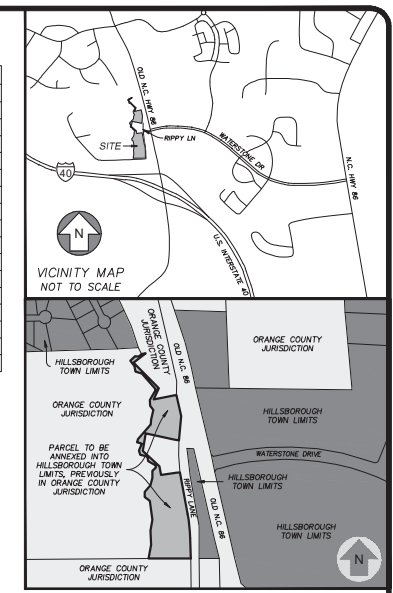 OLD N.C. HWY 86
SITE
RIPPY LN
WATERSTONE DR
N.C. HWY 86
40
N
U.S. INTERSTATE 40
VICINITY MAP
NOT TO SCALE
ORANGE COUNTY
JURISDICTION
OLD N.C. 86
ORANGE COUNTY
JURISDICTION
HILLSBOROUGH
TOWN LIMITS
ORANGE COUNTY
JURISDICTION
HILLSBOROUGH
TOWN LIMITS
PARCEL TO BE
ANNEXED INTO
HILLSBOROUGH TOWN
LIMITS, PREVIOUSLY
IN ORANGE COUNTY
JURISDICTION
WATERSTONE DRIVE
HILLSBOROUGH
TOWN LIMITS
RIPPY LANE
OLD N.C. 86
HILLSBOROUGH
TOWN LIMITS
ORANGE COUNTY
JURISDICTION
N